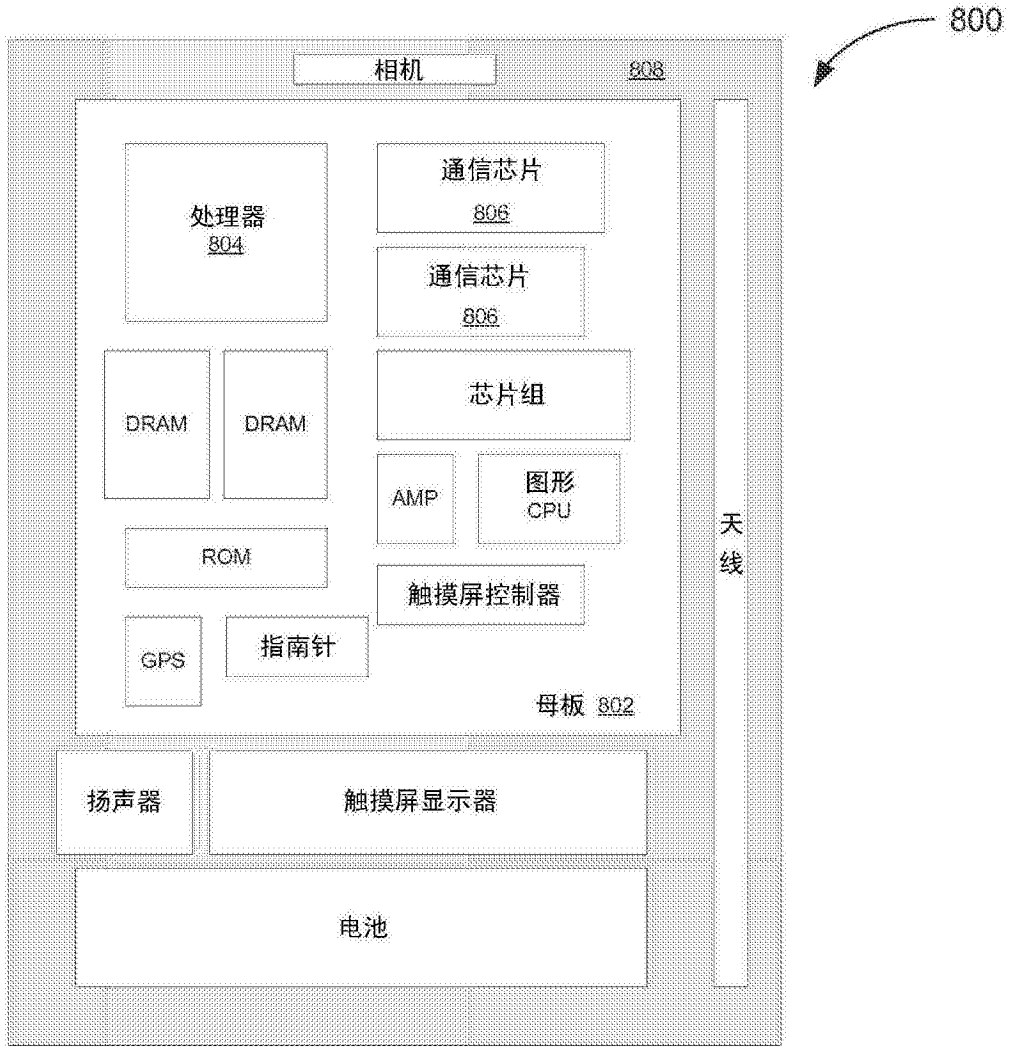 800
相机
808
处理器
804
通信芯片
806
通信芯片
806
DRAM
DRAM
芯片组
AMP
图形
CPU
ROM
触摸屏控制器
GPS
指南针
母板 802
天
线
扬声器
触摸屏显示器
电池